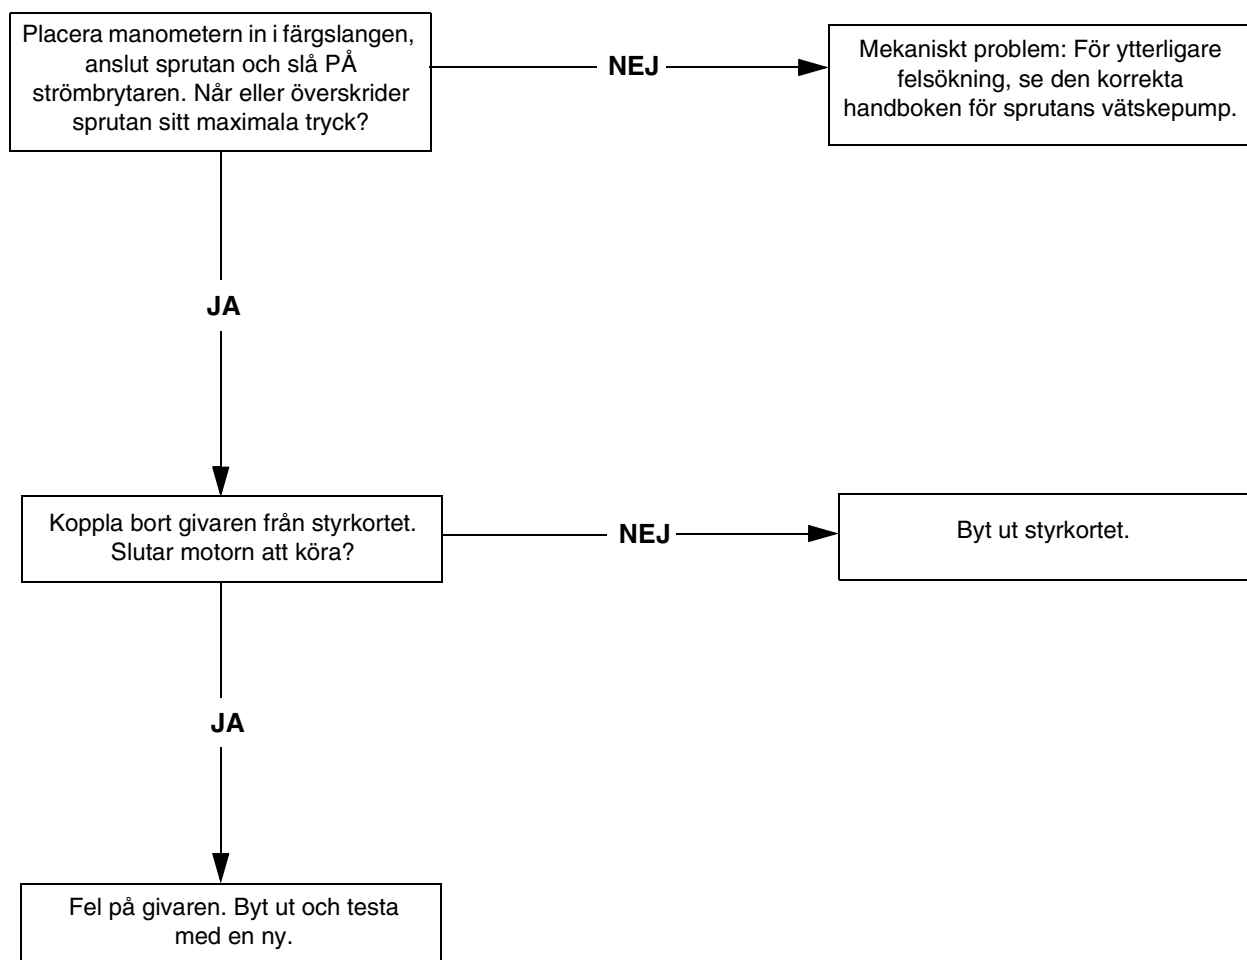 Placera manometern in i färgslangen,
anslut sprutan och slå PÅ
strömbrytaren. Når eller överskrider
sprutan sitt maximala tryck?
NEJ
Mekaniskt problem: För ytterligare
felsökning, se den korrekta
handboken för sprutans vätskepump.
JA
Koppla bort givaren från styrkortet.
Slutar motorn att köra?
NEJ
Byt ut styrkortet.
JA
Fel på givaren. Byt ut och testa
med en ny.